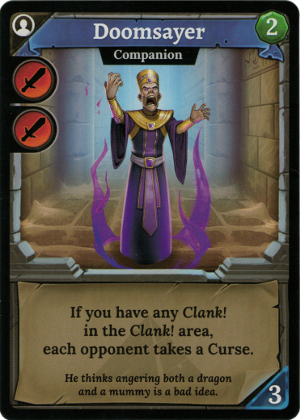 Doomsayer
2
Companion
If you have any Clank!
in the Clank! area,
each opponent takes a Curse.
He thinks angering both a dragon
and a mummy is a bad idea.
3